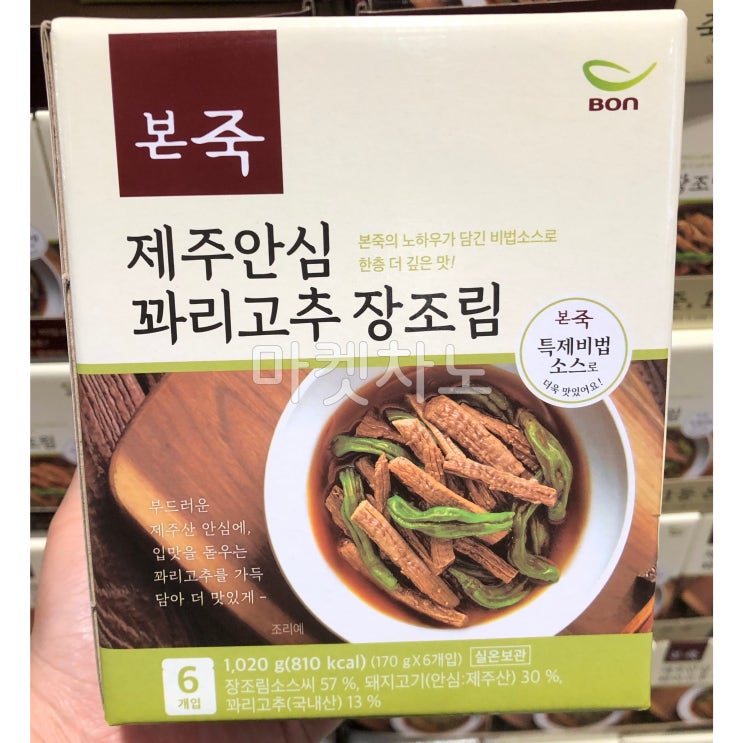 본죽
BON
제주안심
꽈리고추 장조림
본죽의 노하우가 담긴 비법소스로
한층 더 깊은 맛!
본죽
특제비법
소스로
더욱 맛있어요!
마켓차노
부드러운
제주산 안심에,
입맛을 돋우는
꽈리고추를 가득
담아 더 맛있게 –
조리예
6
개입
1,020 g(810 kcal) (170 g X 6개입) 실온보관
장조림소스씨 57 %, 돼지고기(안심:제주산) 30 %,
꽈리고추(국내산) 13 %